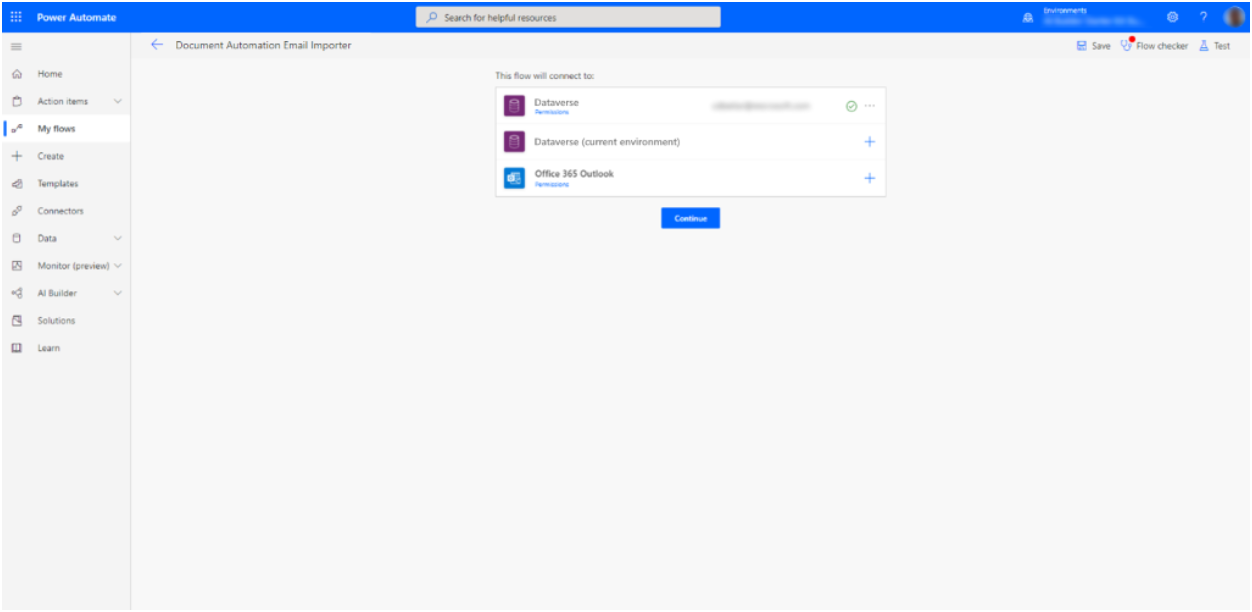 Power Automate
Search for helpful resources
Environments
Document Automation Email Importer
Save
Flow checker
Test
Home
Action items
My flows
Create
Templates
Connectors
Data
Monitor (preview)
AI Builder
Solutions
Learn
This flow will connect to:
Dataverse
Permissions
Dataverse (current environment)
Office 365 Outlook
Permissions
Continue